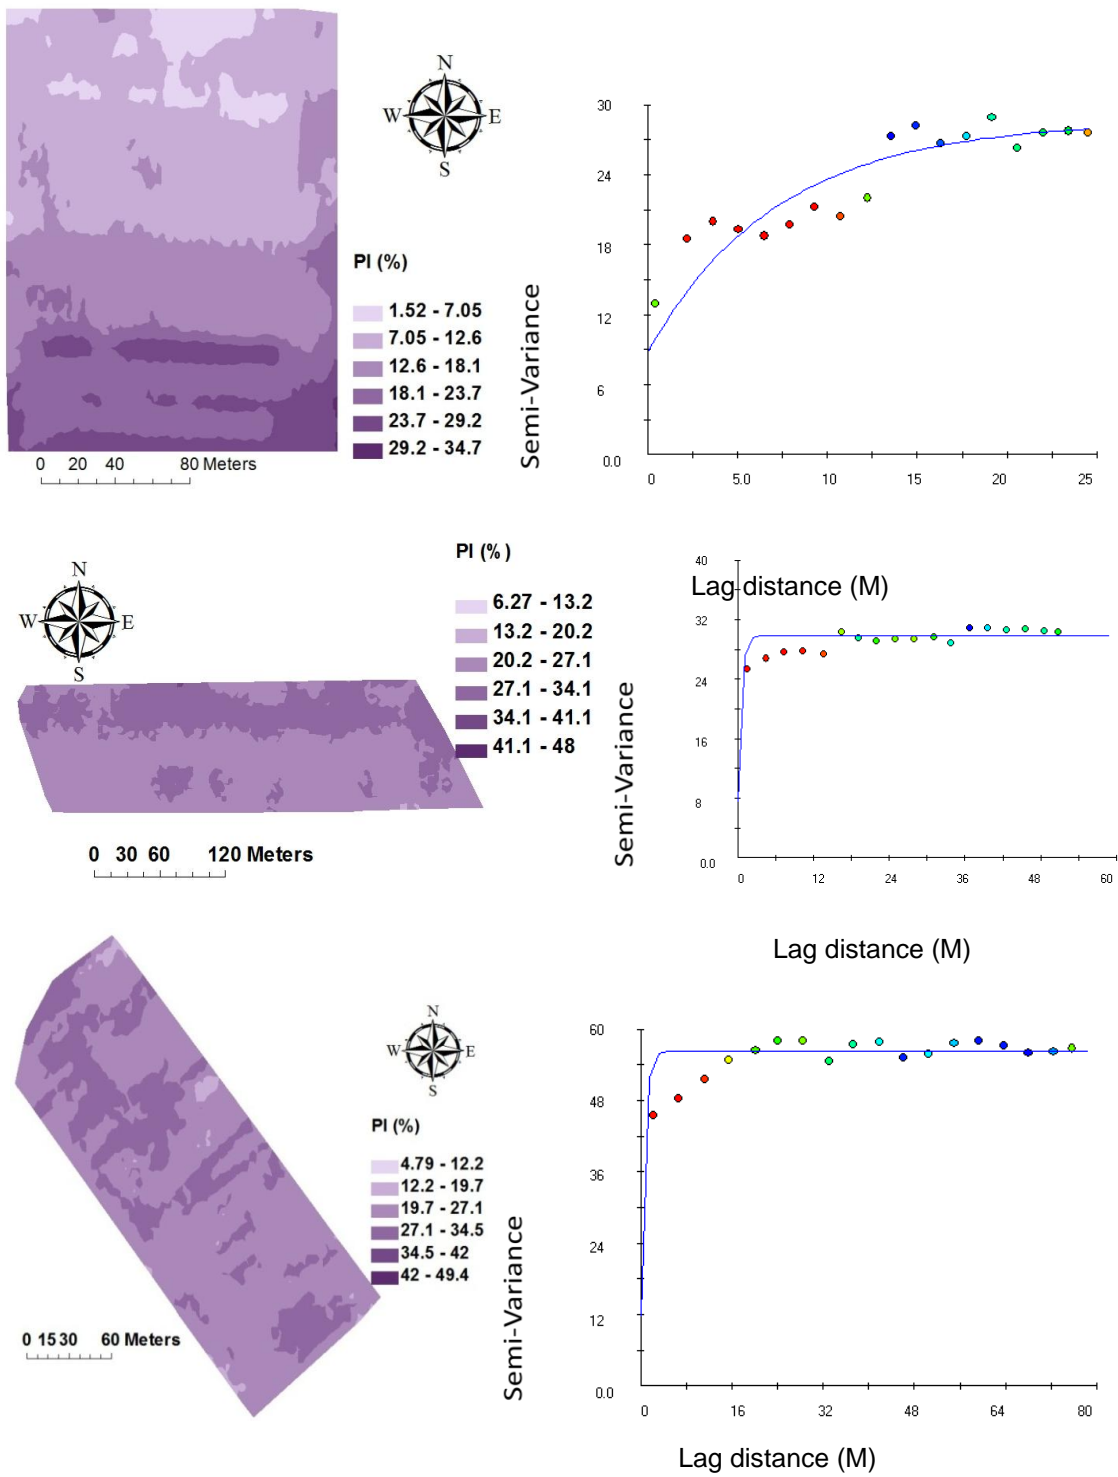 N
W E
S
PI (%)
1.52 - 7.05
7.05 - 12.6
12.6 - 18.1
18.1 - 23.7
23.7 - 29.2
29.2 - 34.7
0 20 40 80 Meters
Semi-Variance
30
24
18
12
6
0.0
0 5.0 10 15 20 25
Lag distance (M)
N
W E
S
PI (%)
6.27 - 13.2
13.2 - 20.2
20.2 - 27.1
27.1 - 34.1
34.1 - 41.1
41.1 - 48
0 30 60 120 Meters
Semi-Variance
40
32
24
16
8
0.0
0 12 24 36 48 60
Lag distance (M)
N
W E
S
PI (%)
4.79 - 12.2
12.2 - 19.7
19.7 - 27.1
27.1 - 34.5
34.5 - 42
42 - 49.4
0 15 30 60 Meters
Semi-Variance
60
48
36
24
12
0.0
0 16 32 48 64 80
Lag distance (M)